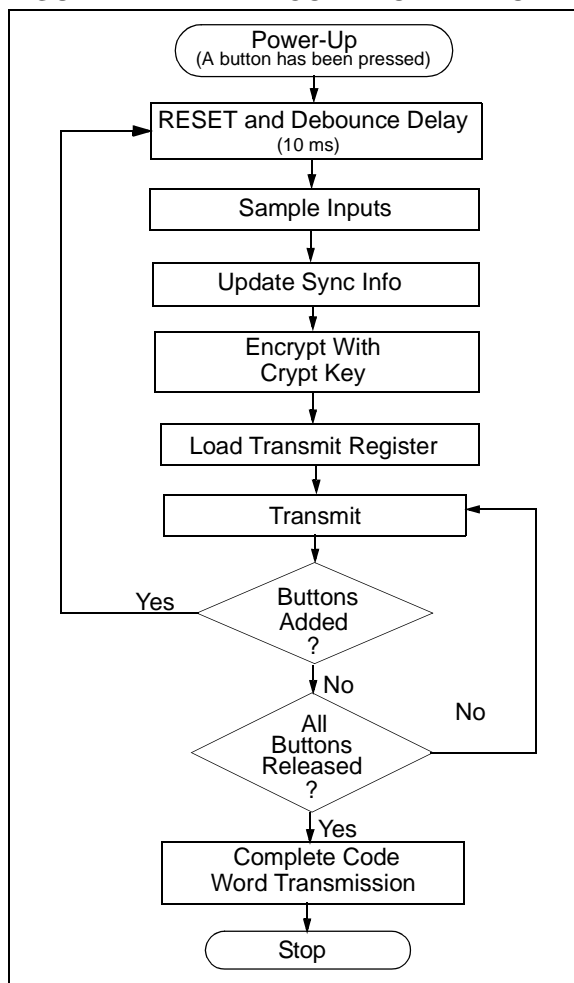 Power-Up
(A button has been pressed)
RESET and Debounce Delay
(10 ms)
Sample Inputs
Update Sync Info
Encrypt With
Crypt Key
Load Transmit Register
Transmit
Yes
Buttons
Added
?
No
No
All
Buttons
Released
?
Yes
Complete Code
Word Transmission
Stop